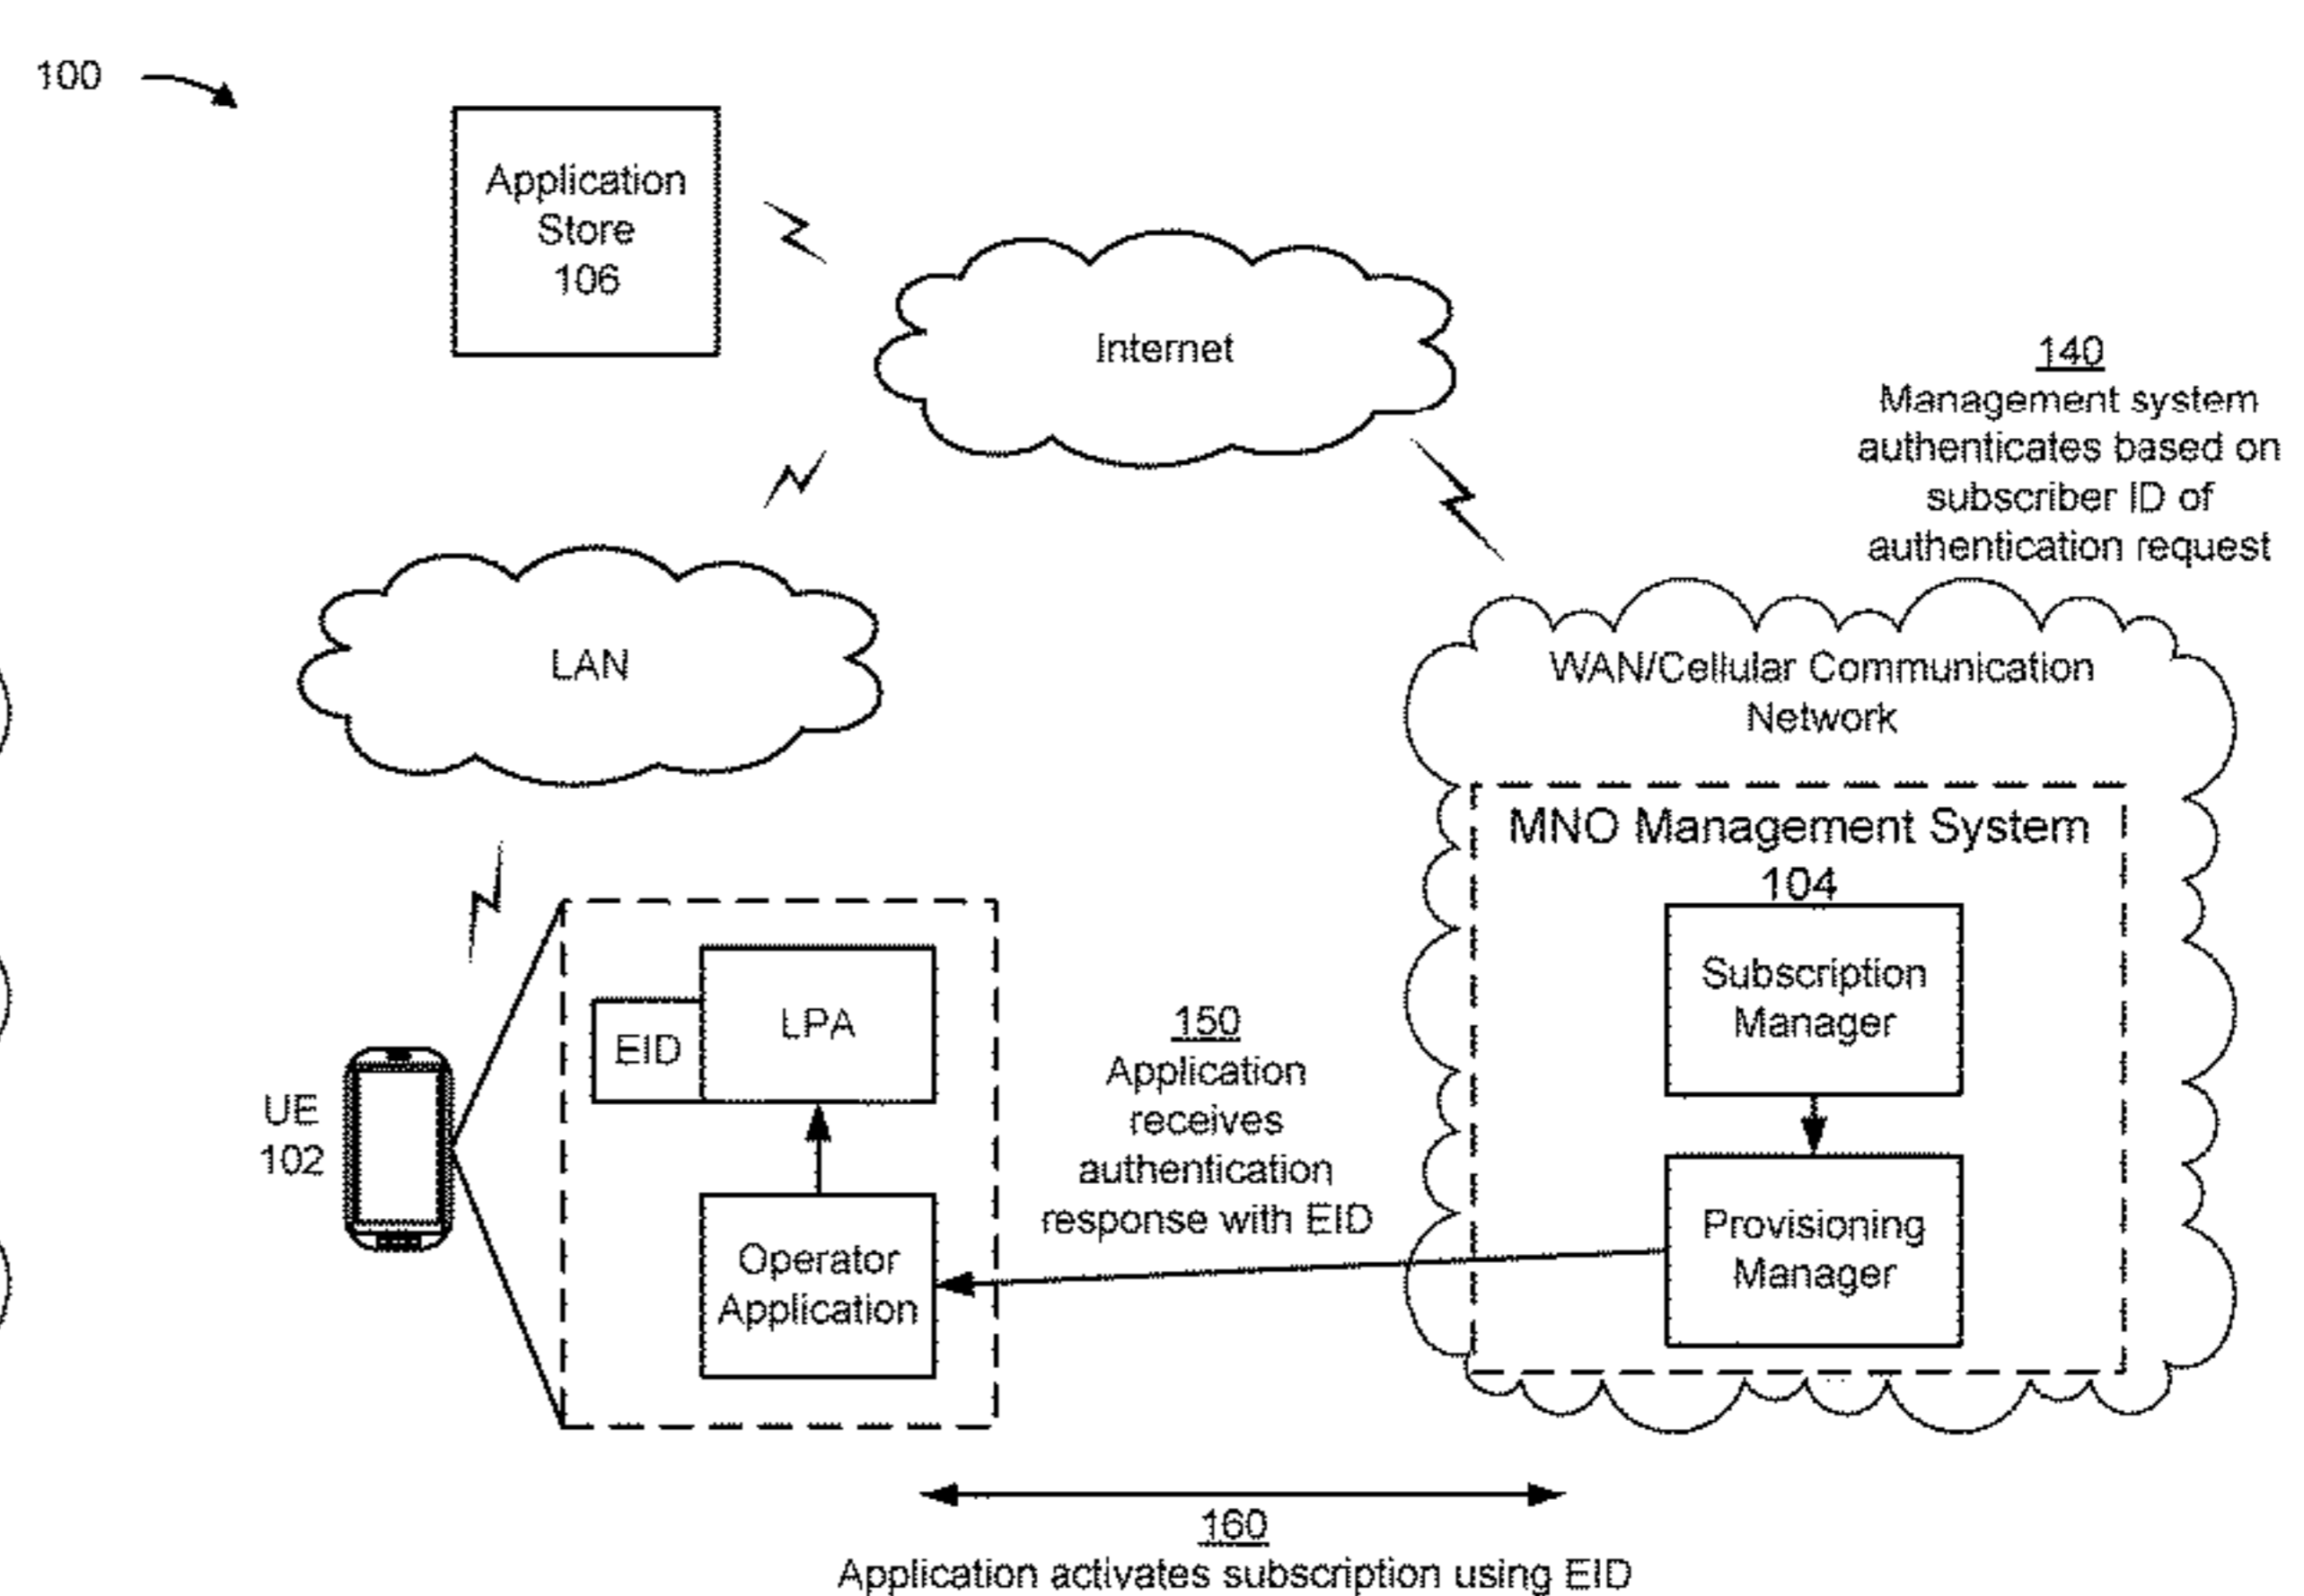 100
Application
Store
106
Internet
140
Management system
authenticates based on
subscriber ID of
authentication request
LAN
WAN/Cellular Communication
Network
MNO Management System
104
Subscription
Manager
LPA
EID
150
Application
receives
authentication
response with EID
UE
102
Provisioning
Manager
Operator
Application
160
Application activates subscription using EID